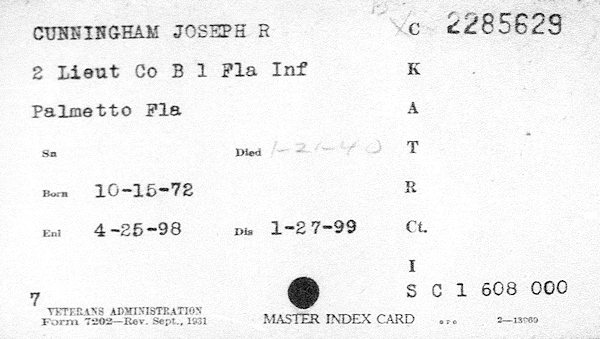 CUNNINGHAM JOSEPH R C 2285629
2 Lieut Co B 1 Fla Inf K
Palmetto Fla A
Sn Died 1-21-40 T
Born 10-15-72 R
Enl 4-25-98 Dis 1-27-99 Ct.
I
7 S C 1 608 000
VETERANS ADMINISTRATION
Form 7202—Rev. Sept., 1931 MASTER INDEX CARD GPO